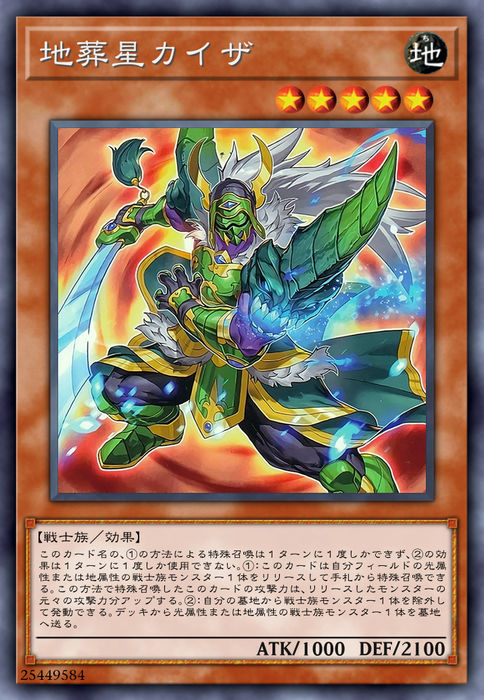 地葬星カイザ
ち
地
【戦士族／効果】
このカード名の、①の方法による特殊召喚は１ターンに１度しかできず、②の効
果は１ターンに１度しか使用できない。①：このカードは自分フィールドの光属
性または地属性の戦士族モンスター１体をリリースして手札から特殊召喚でき
る。この方法で特殊召喚したこのカードの攻撃力は、リリースしたモンスターの
元々の攻撃力分アップする。②：自分の墓地から戦士族モンスター１体を除外し
て発動できる。デッキから光属性または地属性の戦士族モンスター１体を墓地
へ送る。
ATK/1000 DEF/2100
25449584